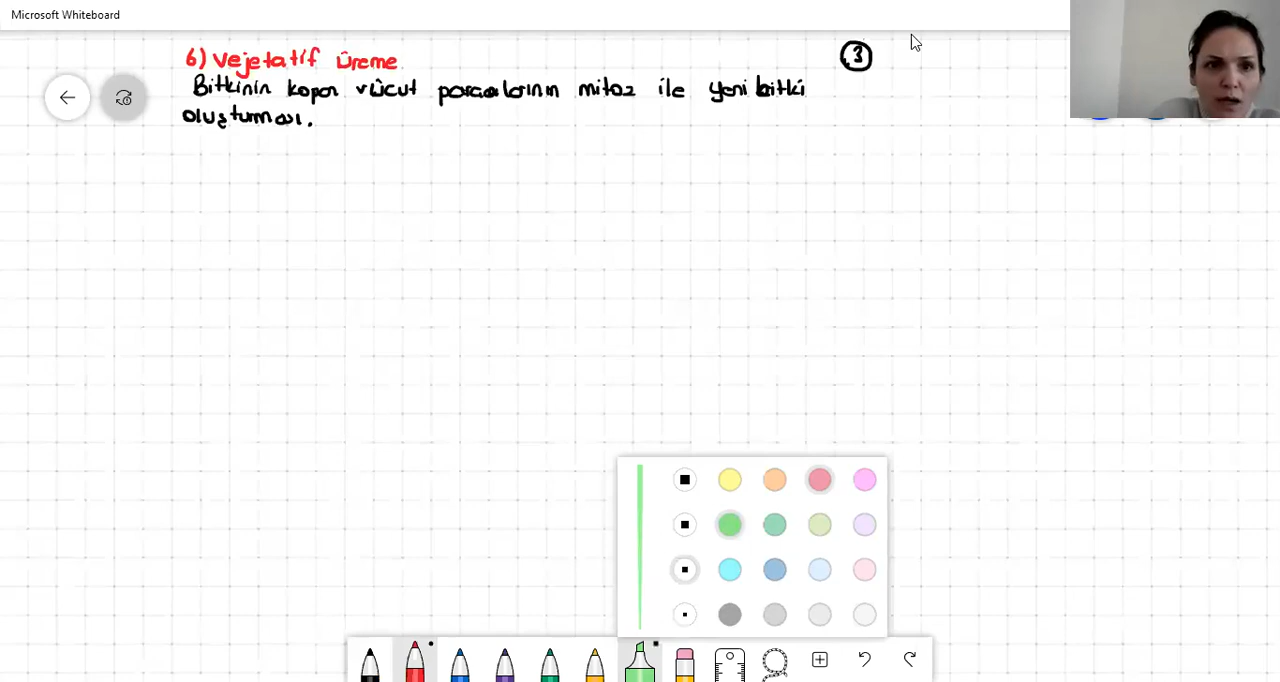 Microsoft Whiteboard
6) Vejetatif Üreme
3
Bitkinin kopan vücut parçalarının mitoz ile yeni bitki
oluşturması.